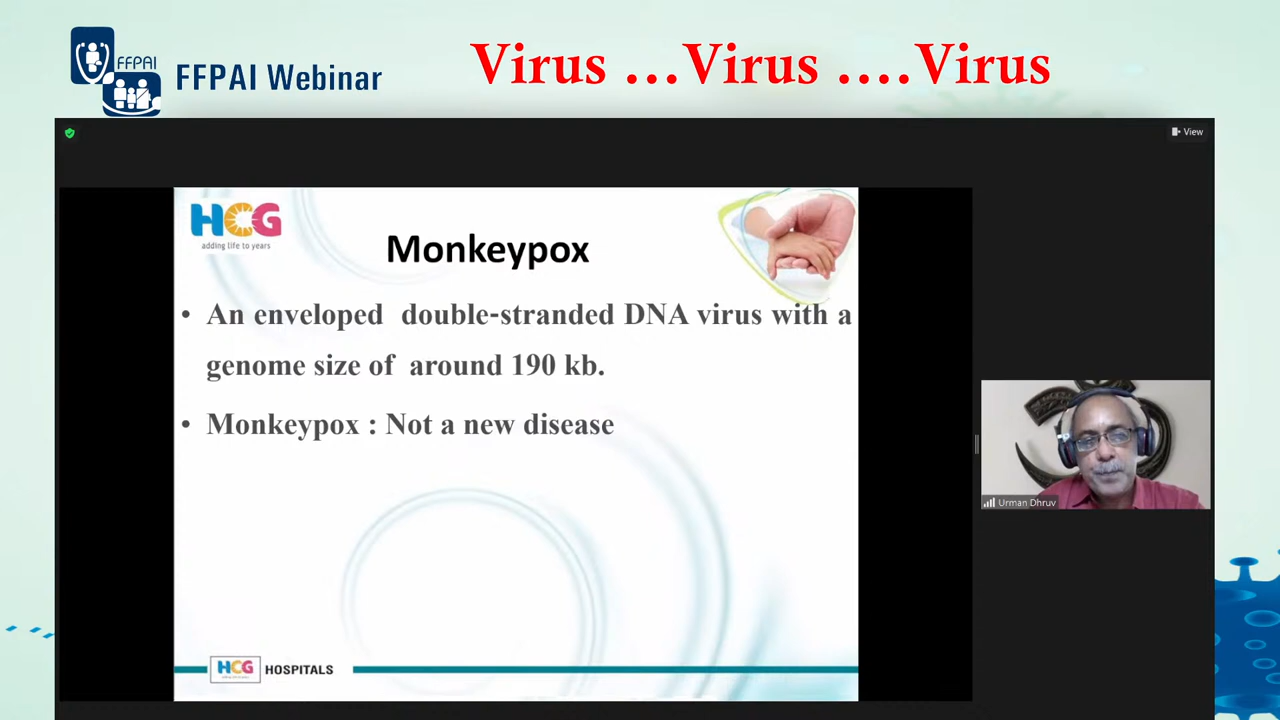 FFPAI
FFPAI Webinar
Virus ...Virus ....Virus
View
HCG
adding life to years
Monkeypox
• An enveloped double-stranded DNA virus with a
genome size of around 190 kb.
• Monkeypox : Not a new disease
Urman Dhruv
HCG
HOSPITALS